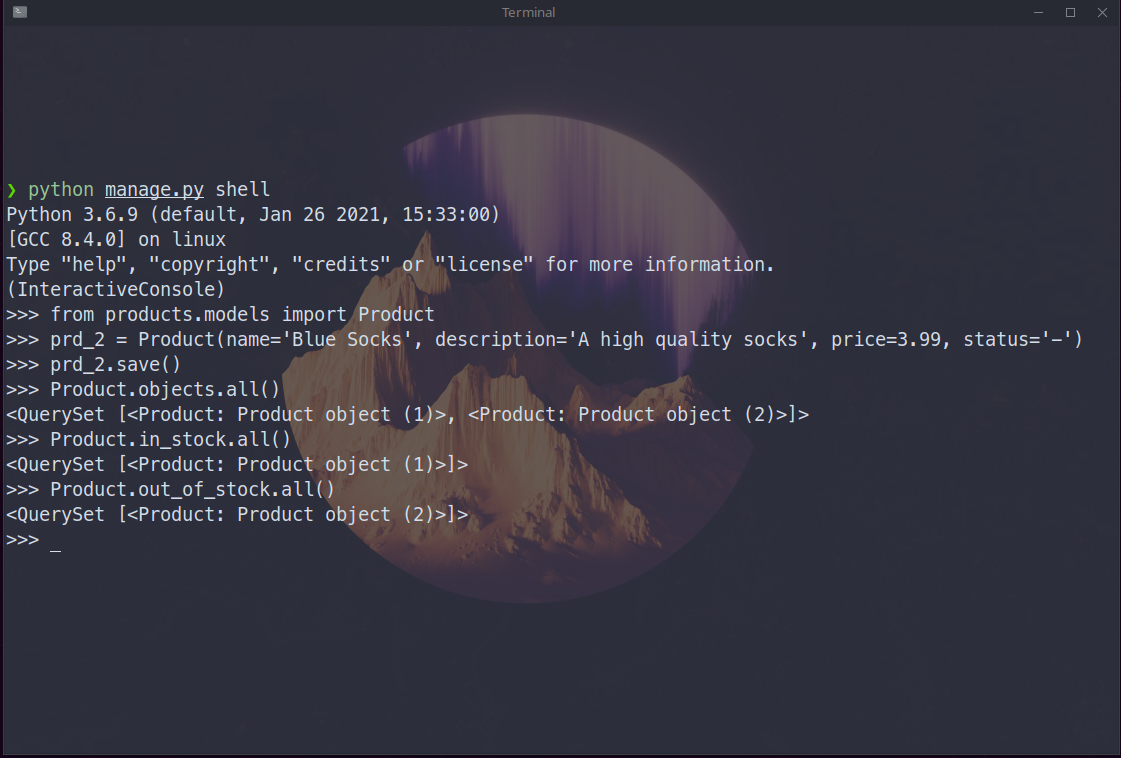 Terminal
❯ python manage.py shell
Python 3.6.9 (default, Jan 26 2021, 15:33:00)
[GCC 8.4.0] on linux
Type "help", "copyright", "credits" or "license" for more information.
(InteractiveConsole)
>>> from products.models import Product
>>> prd_2 = Product(name='Blue Socks', description='A high quality socks', price=3.99, status='-')
>>> prd_2.save()
>>> Product.objects.all()
<QuerySet [<Product: Product object (1)>, <Product: Product object (2)>]>
>>> Product.in_stock.all()
<QuerySet [<Product: Product object (1)>]>
>>> Product.out_of_stock.all()
<QuerySet [<Product: Product object (2)>]>
>>> _